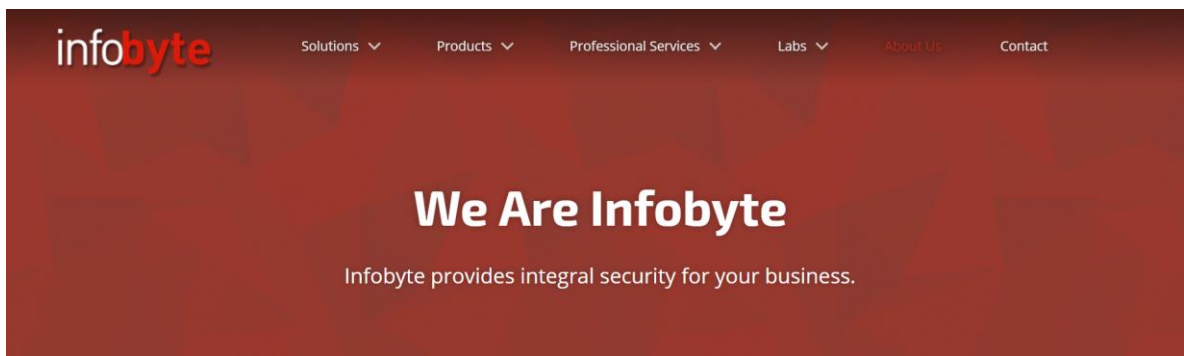 infobyte
Solutions Products Professional Services Labs About Us Contact
We Are Infobyte
Infobyte provides integral security for your business.